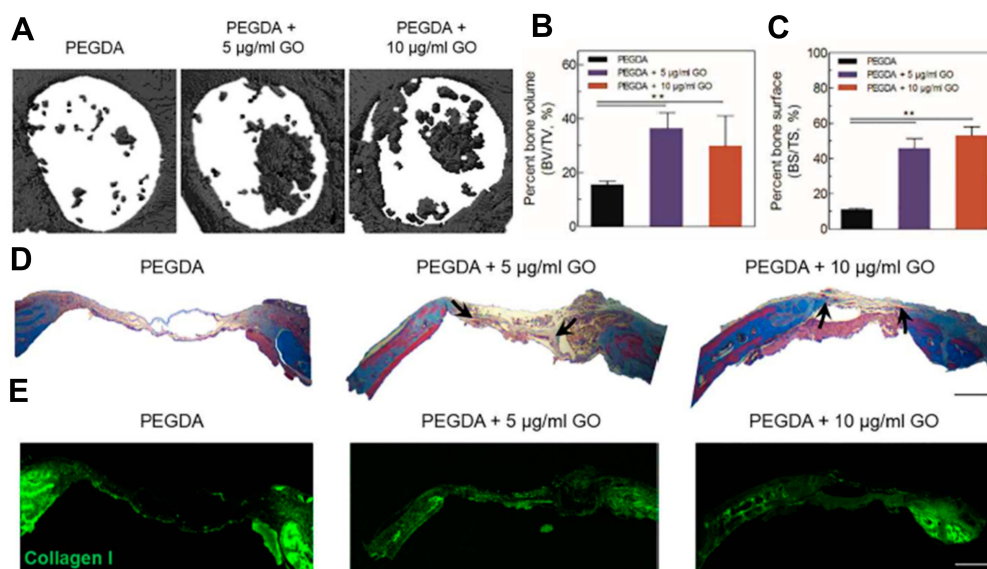 A
PEGDA
PEGDA +
5 µg/ml GO
PEGDA +
10 µg/ml GO
B
Percent bone volume
(BV/TV, %)
60
40
20
0
PEGDA
PEGDA + 5 µg/ml GO
PEGDA + 10 µg/ml GO
**
C
Percent bone surface
(BS/TS, %)
100
80
60
40
20
0
PEGDA
PEGDA + 5 µg/ml GO
PEGDA + 10 µg/ml GO
**
D
PEGDA
PEGDA + 5 µg/ml GO
PEGDA + 10 µg/ml GO
E
PEGDA
PEGDA + 5 µg/ml GO
PEGDA + 10 µg/ml GO
Collagen I